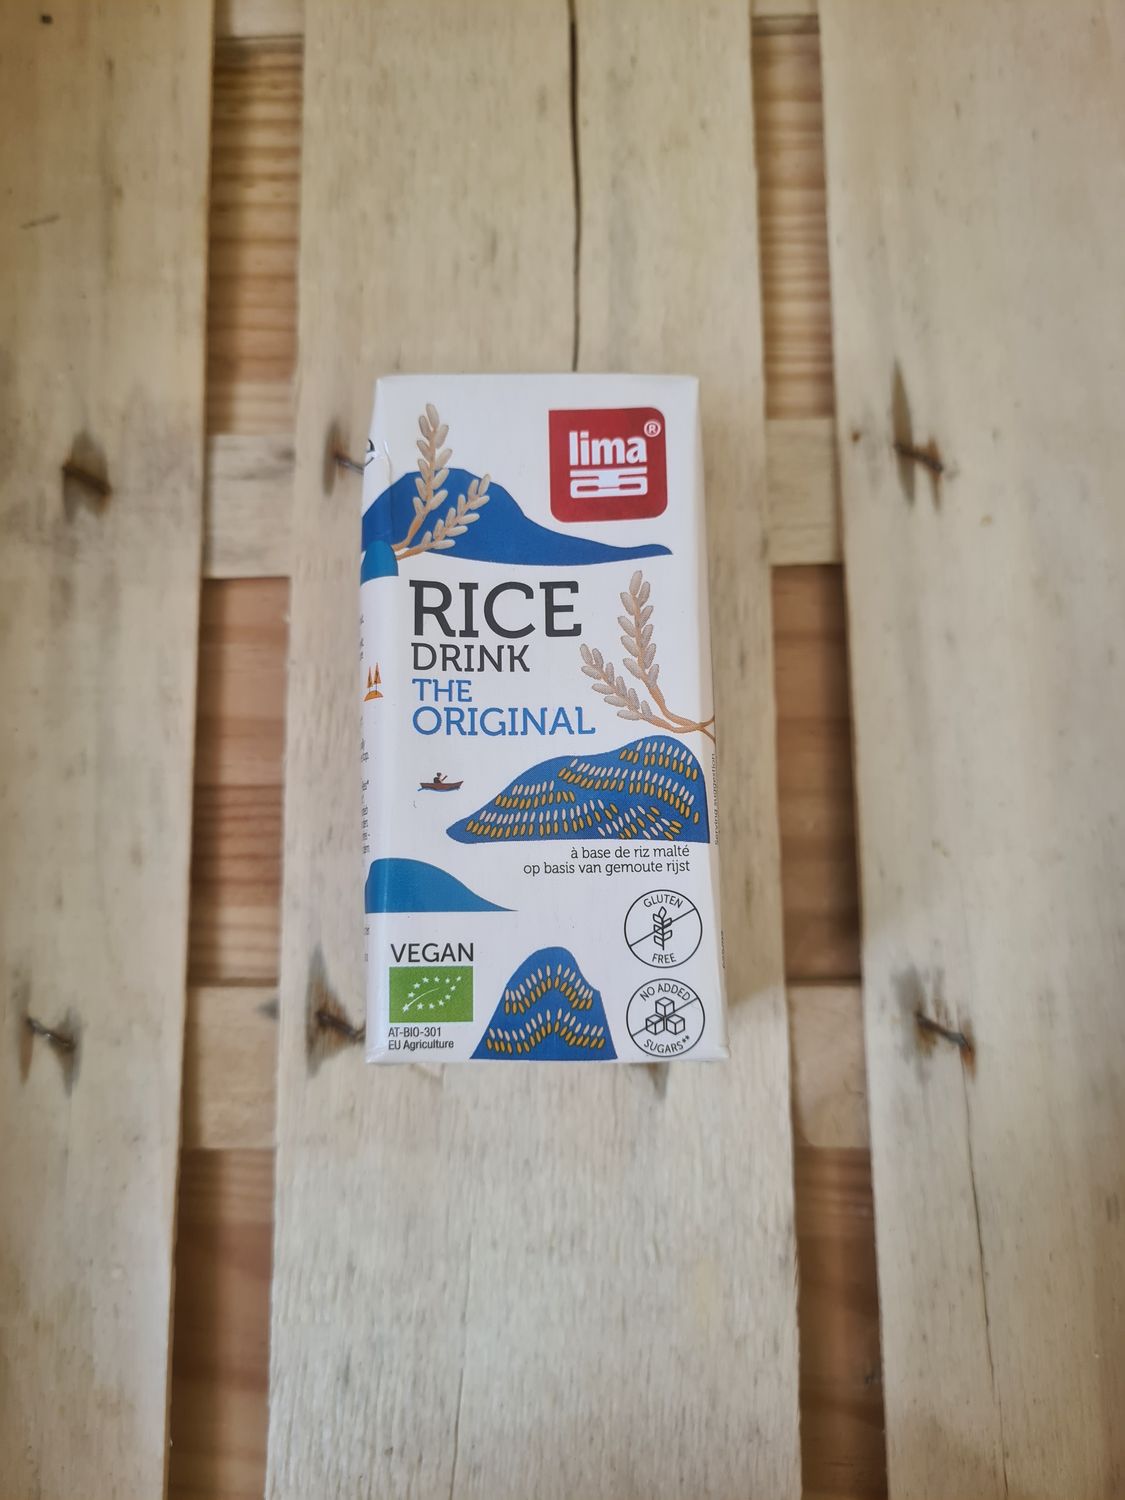 lima®
RICE
DRINK
THE
ORIGINAL
à base de riz malté
op basis van gemoute rijst
GLUTEN
FREE
VEGAN
NO ADDED
SUGARS**
AT-BIO-301
EU Agriculture